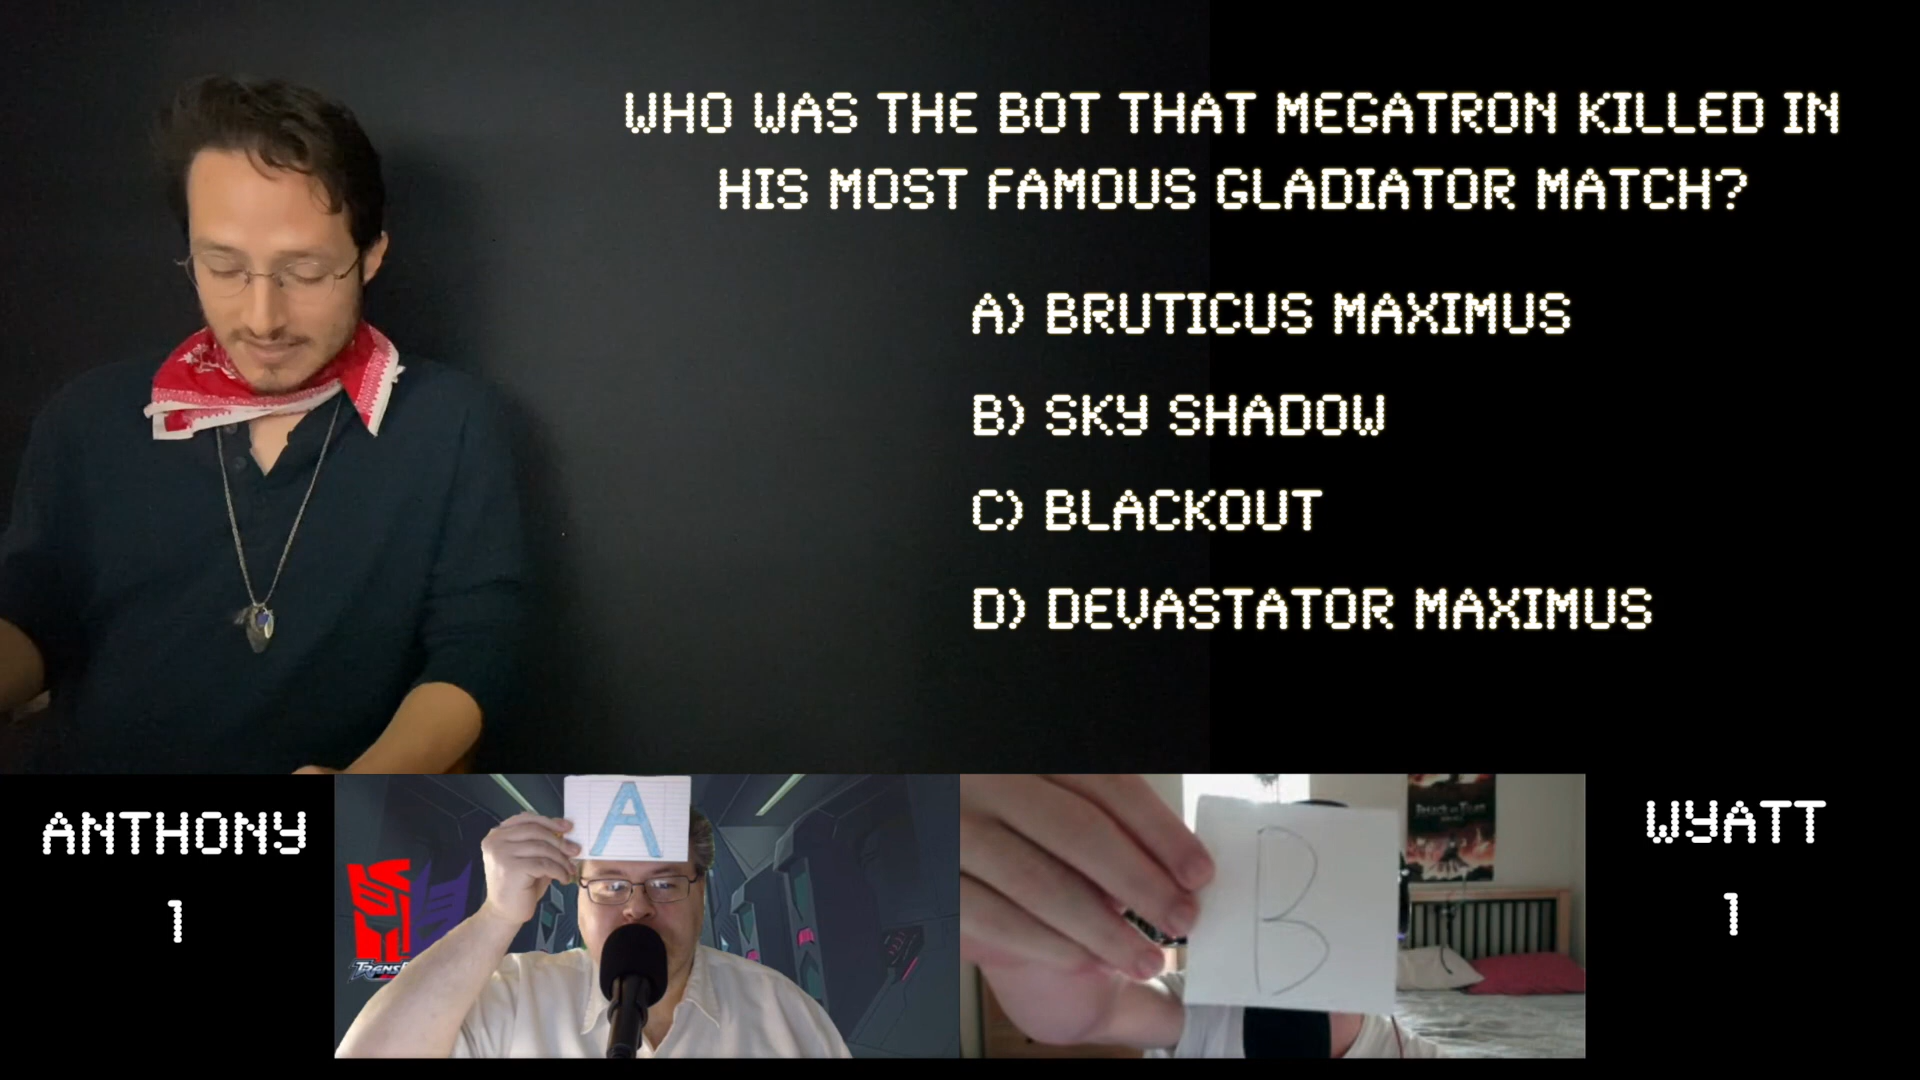 WHO WAS THE BOT THAT MEGATRON KILLED IN
HIS MOST FAMOUS GLADIATOR MATCH?
A) BRUTICUS MAXIMUS
B) SKY SHADOW
C) BLACKOUT
D) DEVASTATOR MAXIMUS
ANTHONY
1
A
B
WYATT
1